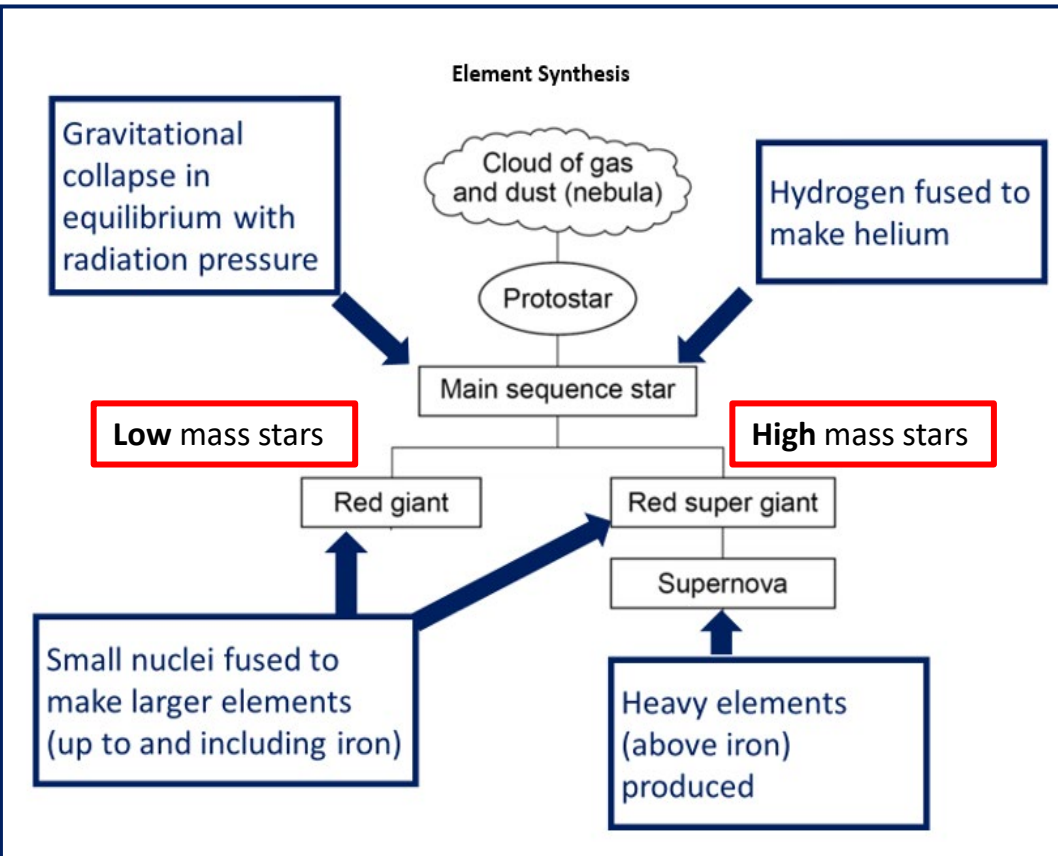 Element Synthesis
Gravitational
collapse in
equilibrium with
radiation pressure
Cloud of gas
and dust (nebula)
Hydrogen fused to
make helium
Protostar
Main sequence star
Low mass stars
High mass stars
Red giant
Red super giant
Supernova
Small nuclei fused to
make larger elements
(up to and including iron)
Heavy elements
(above iron)
produced